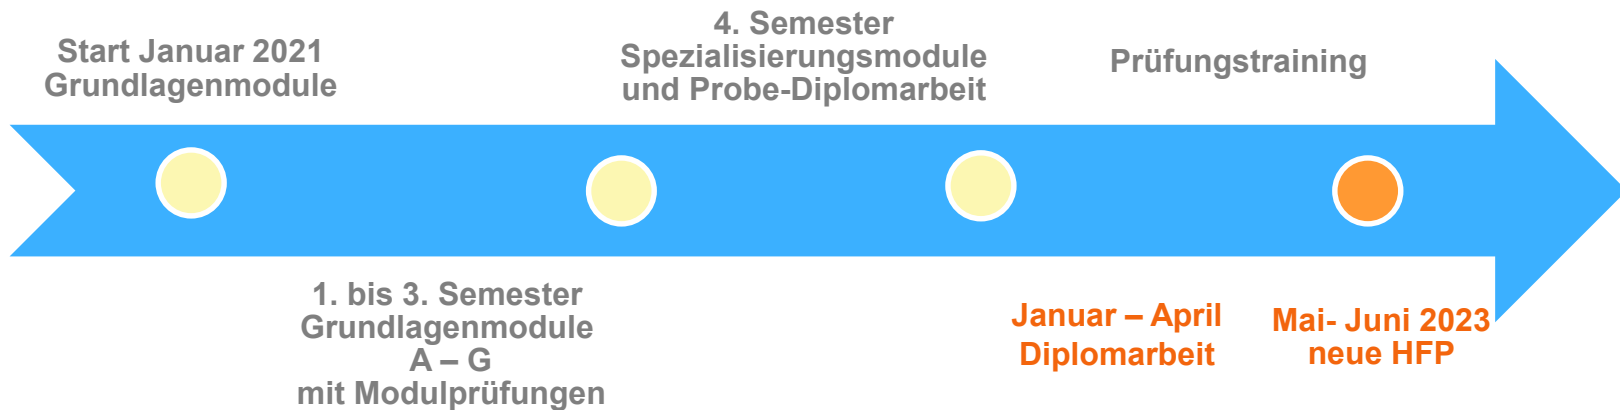 Start Januar 2021
Grundlagenmodule
4. Semester
Spezialisierungsmodule
und Probe-Diplomarbeit
Prüfungstraining
1. bis 3. Semester
Grundlagenmodule
A – G
mit Modulprüfungen
Januar – April
Diplomarbeit
Mai- Juni 2023
neue HFP